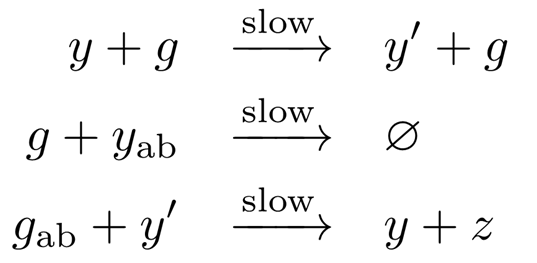 y + g slow⟶ y′ + g
g + y_ab slow⟶ ∅
g_ab + y′ slow⟶ y + z